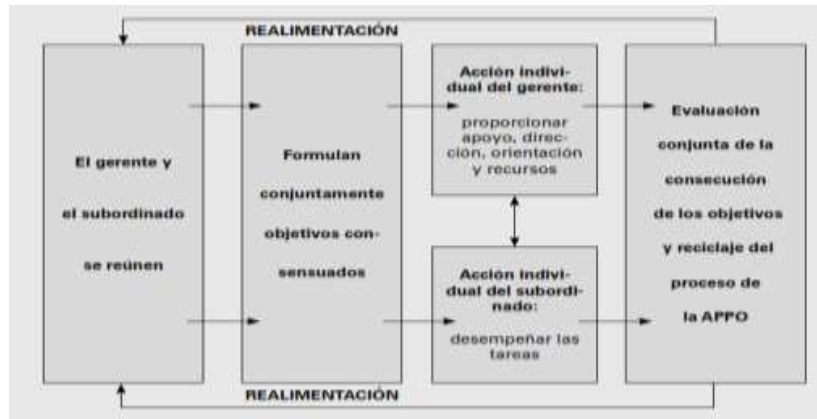 REALIMENTACIÓN
El gerente y
el subordinado
se reúnen
Formulan
conjuntamente
objetivos con-
sensuados
Acción indivi-
dual del gerente:
proporcionar
apoyo, direc-
ción, orientación
y recursos
Acción indivi-
dual del subordi-
nado:
desempeñar las
tareas
Evaluación
conjunta de la
consecución
de los objetivos
y reciclaje del
proceso de
la APPO
REALIMENTACIÓN